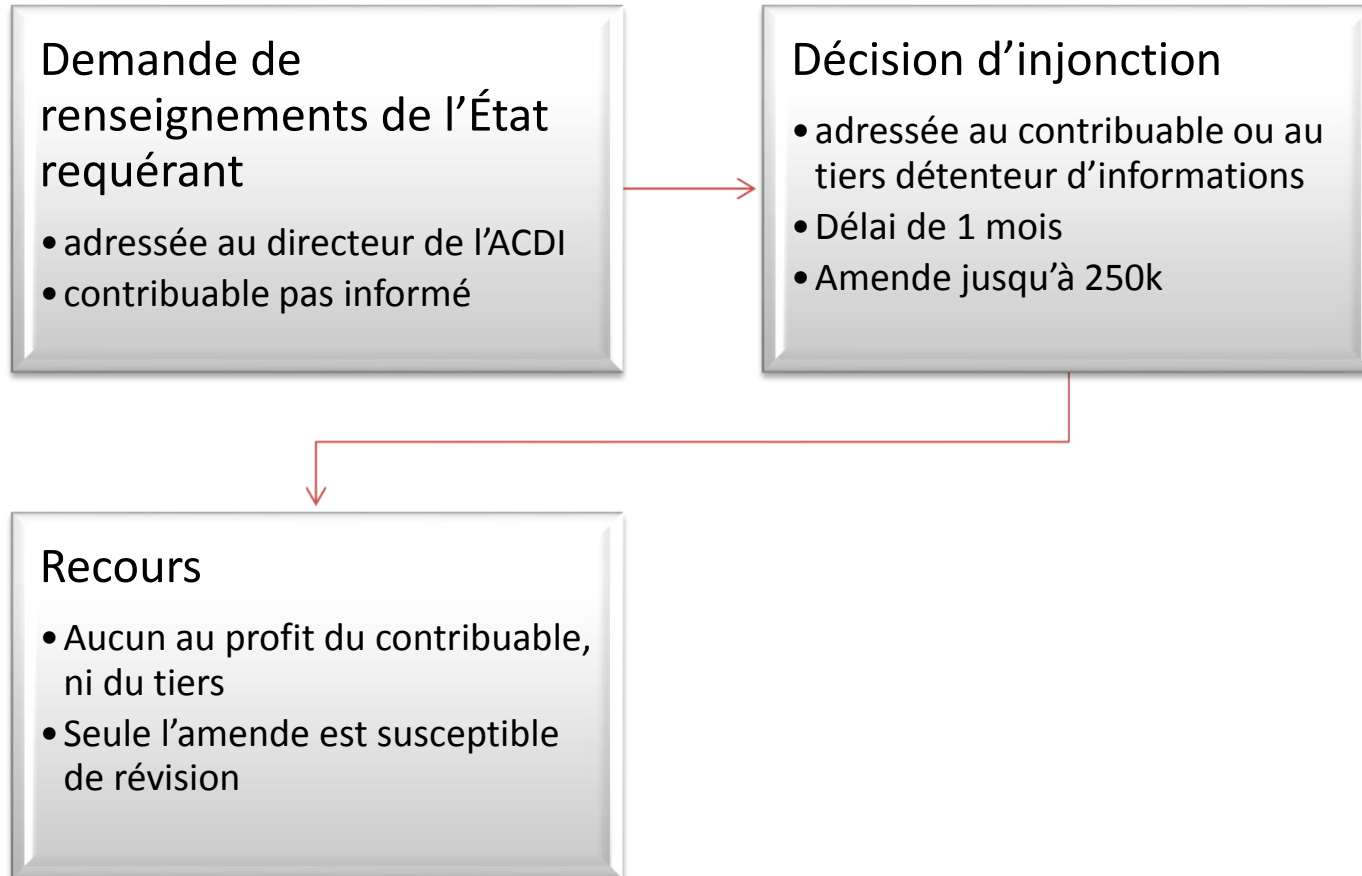 Demande de
renseignements de l’État
requérant
• adressée au directeur de l’ACDI
• contribuable pas informé
Décision d’injonction
• adressée au contribuable ou au
tiers détenteur d’informations
• Délai de 1 mois
• Amende jusqu’à 250k
Recours
• Aucun au profit du contribuable,
ni du tiers
• Seule l’amende est susceptible
de révision